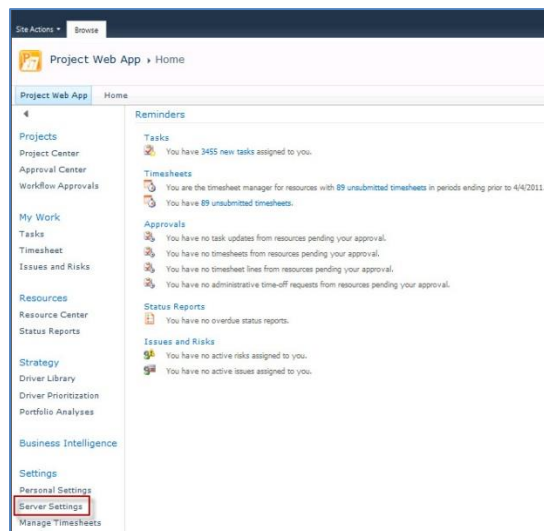 Site Actions
Browse
Project Web App
Home
Project Web App
Home
Projects
Project Center
Approval Center
Workflow Approvals
My Work
Tasks
Timesheet
Issues and Risks
Resources
Resource Center
Status Reports
Strategy
Driver Library
Driver Prioritization
Portfolio Analyses
Business Intelligence
Settings
Personal Settings
Server Settings
Manage Timesheets
Reminders
Tasks
You have 3455 new tasks assigned to you.
Timesheets
You are the timesheet manager for resources with 89 unsubmitted timesheets in periods ending prior to 4/4/2011.
You have 89 unsubmitted timesheets.
Approvals
You have no task updates from resources pending your approval.
You have no timesheets from resources pending your approval.
You have no timesheet lines from resources pending your approval.
You have no administrative time-off requests from resources pending your approval.
Status Reports
You have no overdue status reports.
Issues and Risks
You have no active risks assigned to you.
You have no active issues assigned to you.